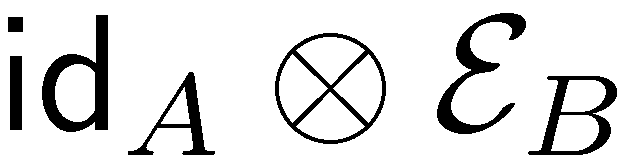 id_A ⊗ ℰ_B